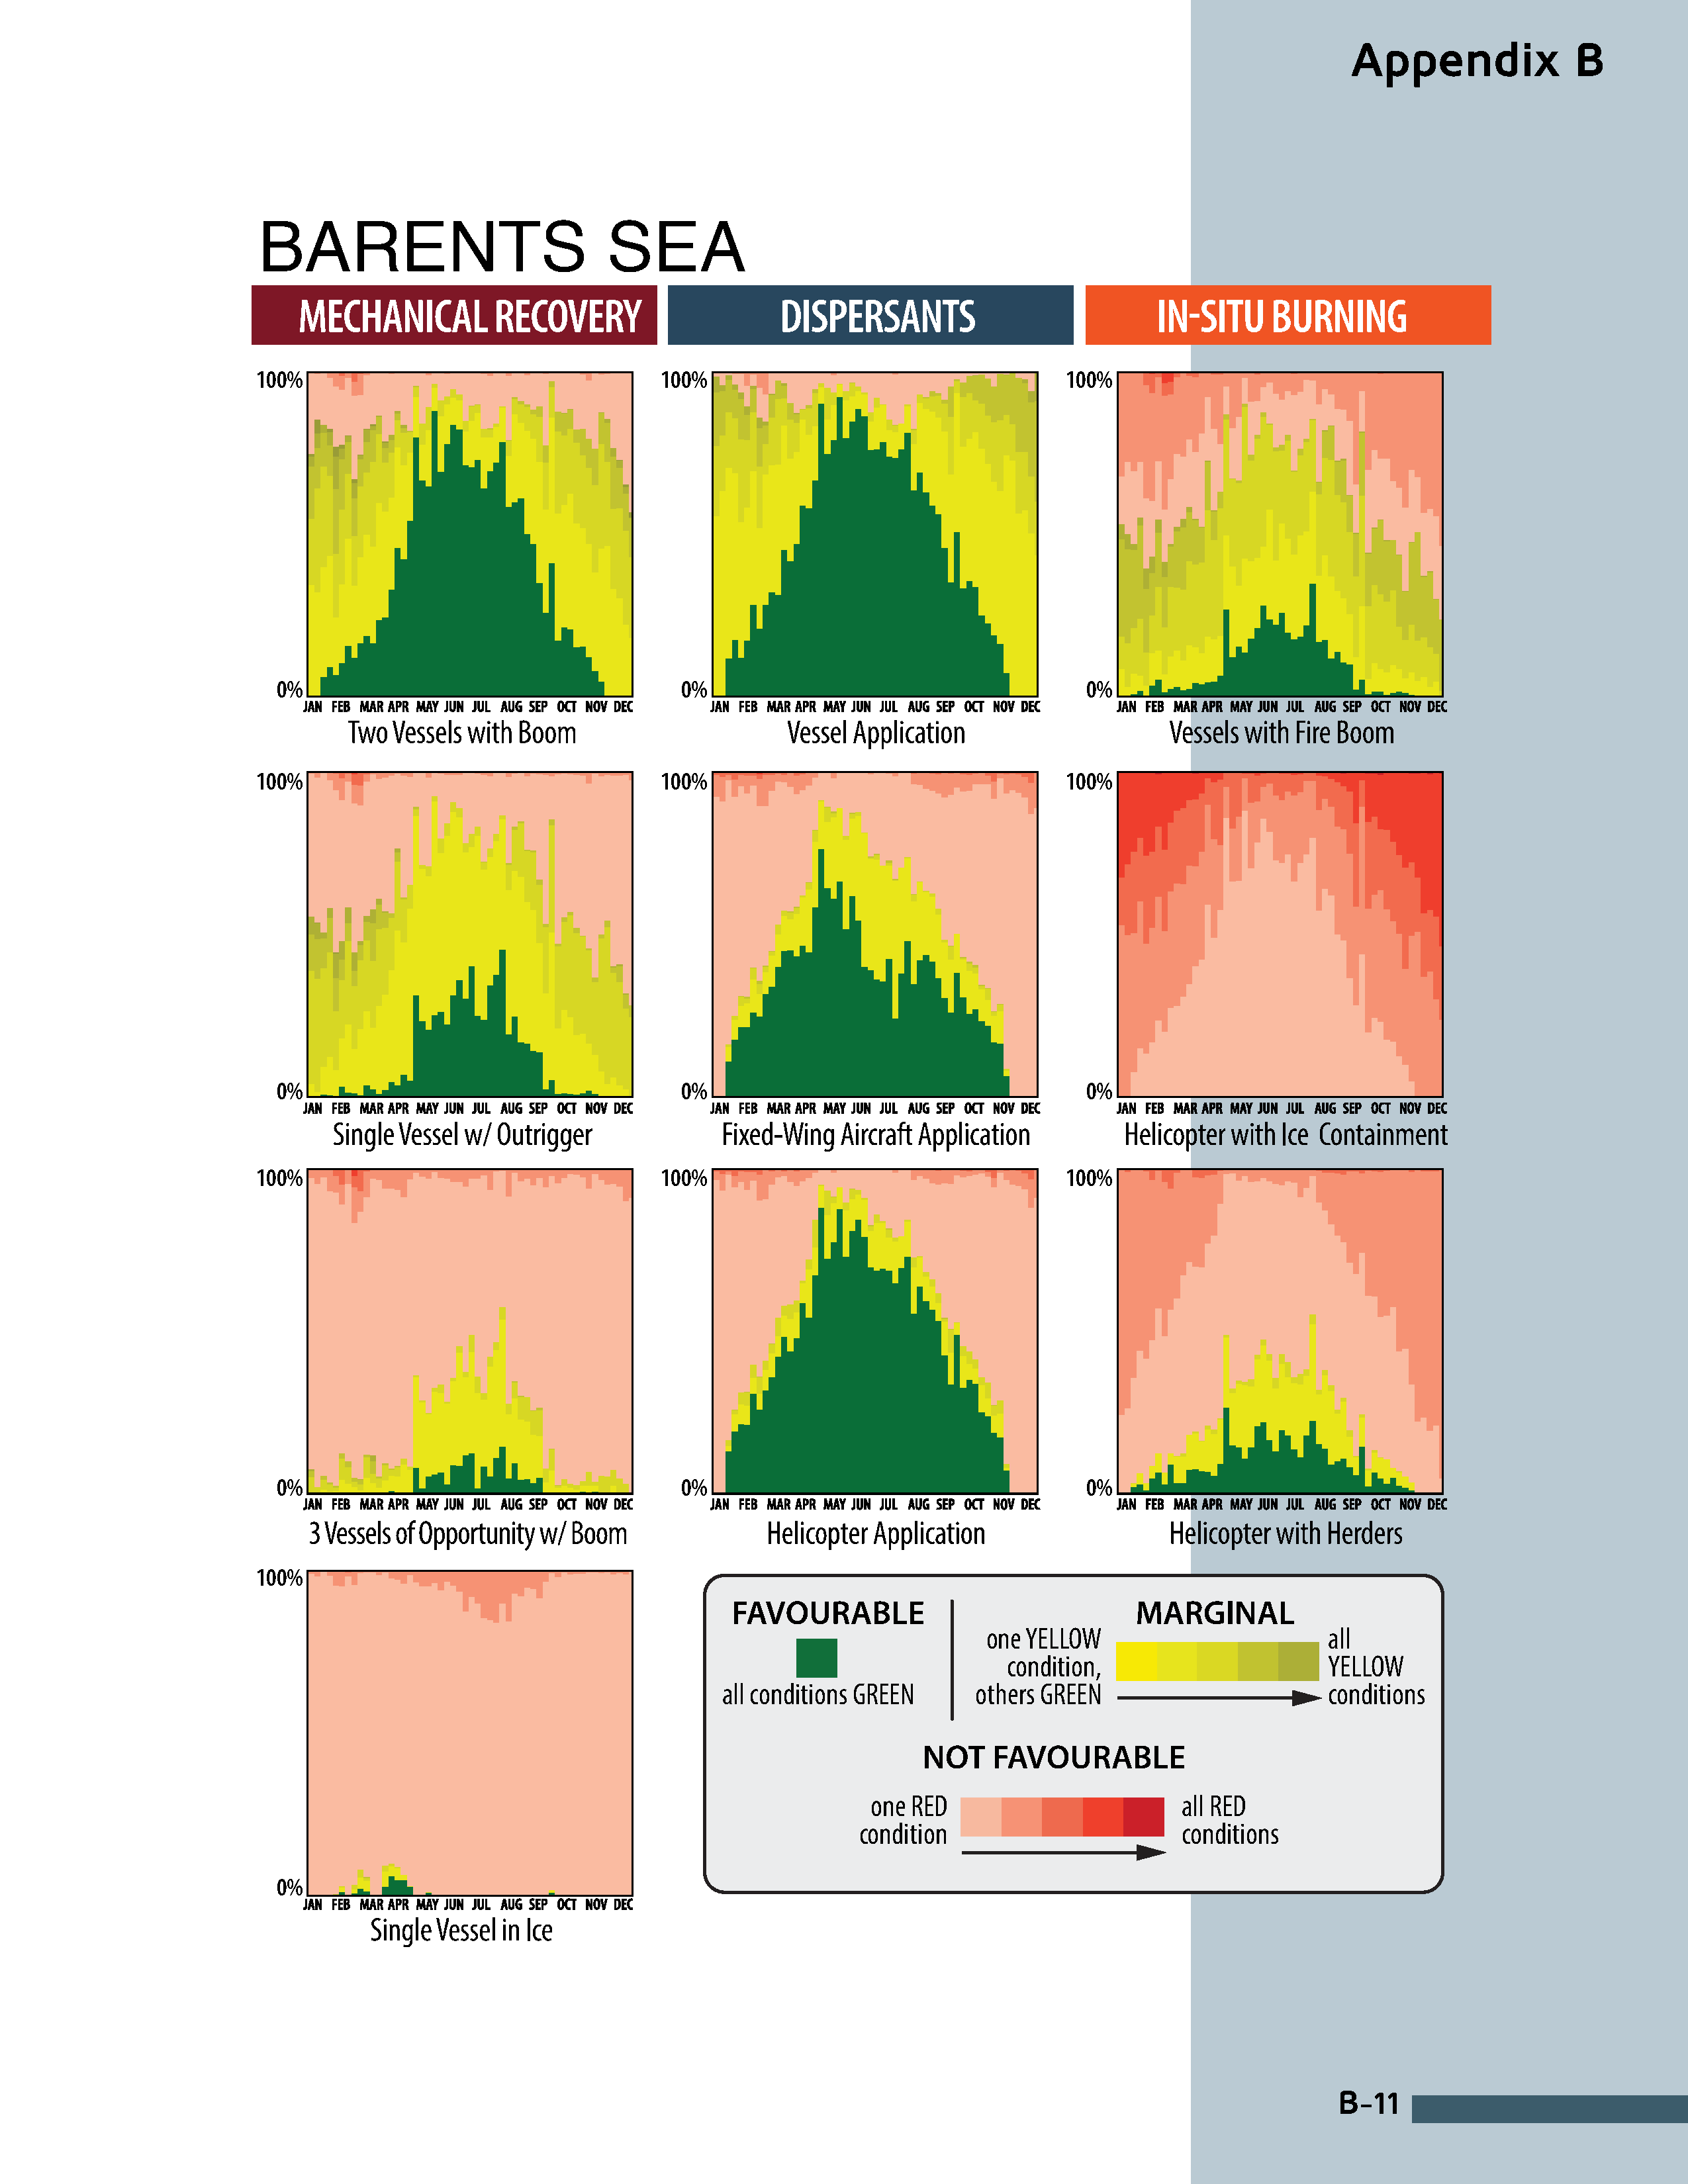 Appendix B
BARENTS SEA
MECHANICAL RECOVERY
DISPERSANTS
IN-SITU BURNING
100%
0%
JAN FEB MAR APR MAY JUN JUL AUG SEP OCT NOV DEC
Two Vessels with Boom
100%
0%
JAN FEB MAR APR MAY JUN JUL AUG SEP OCT NOV DEC
Vessel Application
100%
0%
JAN FEB MAR APR MAY JUN JUL AUG SEP OCT NOV DEC
Vessels with Fire Boom
100%
0%
JAN FEB MAR APR MAY JUN JUL AUG SEP OCT NOV DEC
Single Vessel w/ Outrigger
100%
0%
JAN FEB MAR APR MAY JUN JUL AUG SEP OCT NOV DEC
Fixed-Wing Aircraft Application
100%
0%
JAN FEB MAR APR MAY JUN JUL AUG SEP OCT NOV DEC
Helicopter with Ice Containment
100%
0%
JAN FEB MAR APR MAY JUN JUL AUG SEP OCT NOV DEC
3 Vessels of Opportunity w/ Boom
100%
0%
JAN FEB MAR APR MAY JUN JUL AUG SEP OCT NOV DEC
Helicopter Application
100%
0%
JAN FEB MAR APR MAY JUN JUL AUG SEP OCT NOV DEC
Helicopter with Herders
100%
0%
JAN FEB MAR APR MAY JUN JUL AUG SEP OCT NOV DEC
Single Vessel in Ice
FAVOURABLE
all conditions GREEN
MARGINAL
one YELLOW
condition,
others GREEN
all
YELLOW
conditions
NOT FAVOURABLE
one RED
condition
all RED
conditions
B–11